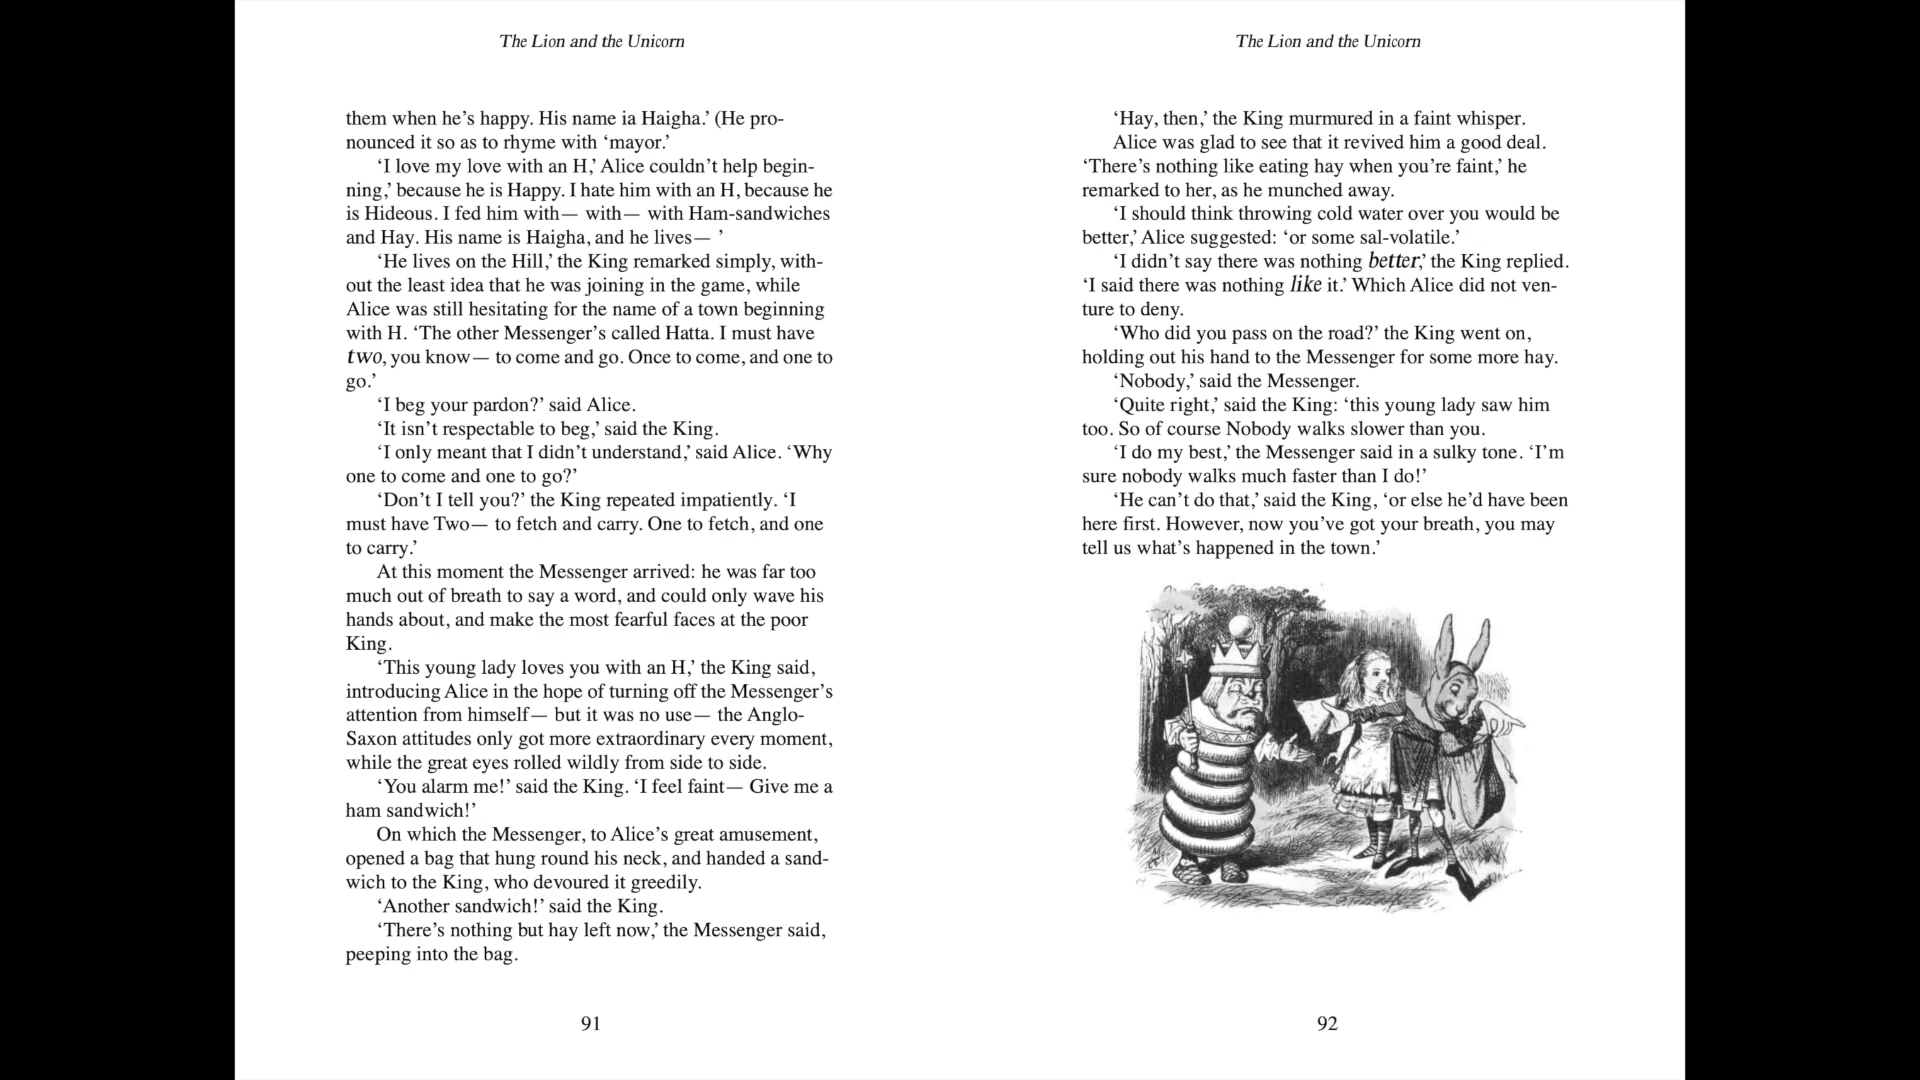 The Lion and the Unicorn
them when he’s happy. His name ia Haigha.’ (He pro-
nounced it so as to rhyme with ‘mayor.’
‘I love my love with an H,’ Alice couldn’t help begin-
ning,’ because he is Happy. I hate him with an H, because he
is Hideous. I fed him with— with— with Ham-sandwiches
and Hay. His name is Haigha, and he lives— ’
‘He lives on the Hill,’ the King remarked simply, with-
out the least idea that he was joining in the game, while
Alice was still hesitating for the name of a town beginning
with H. ‘The other Messenger’s called Hatta. I must have
two, you know— to come and go. Once to come, and one to
go.’
‘I beg your pardon?’ said Alice.
‘It isn’t respectable to beg,’ said the King.
‘I only meant that I didn’t understand,’ said Alice. ‘Why
one to come and one to go?’
‘Don’t I tell you?’ the King repeated impatiently. ‘I
must have Two— to fetch and carry. One to fetch, and one
to carry.’
At this moment the Messenger arrived: he was far too
much out of breath to say a word, and could only wave his
hands about, and make the most fearful faces at the poor
King.
‘This young lady loves you with an H,’ the King said,
introducing Alice in the hope of turning off the Messenger’s
attention from himself— but it was no use— the Anglo-
Saxon attitudes only got more extraordinary every moment,
while the great eyes rolled wildly from side to side.
‘You alarm me!’ said the King. ‘I feel faint— Give me a
ham sandwich!’
On which the Messenger, to Alice’s great amusement,
opened a bag that hung round his neck, and handed a sand-
wich to the King, who devoured it greedily.
‘Another sandwich!’ said the King.
‘There’s nothing but hay left now,’ the Messenger said,
peeping into the bag.
91
The Lion and the Unicorn
‘Hay, then,’ the King murmured in a faint whisper.
Alice was glad to see that it revived him a good deal.
‘There’s nothing like eating hay when you’re faint,’ he
remarked to her, as he munched away.
‘I should think throwing cold water over you would be
better,’ Alice suggested: ‘or some sal-volatile.’
‘I didn’t say there was nothing better,’ the King replied.
‘I said there was nothing like it.’ Which Alice did not ven-
ture to deny.
‘Who did you pass on the road?’ the King went on,
holding out his hand to the Messenger for some more hay.
‘Nobody,’ said the Messenger.
‘Quite right,’ said the King: ‘this young lady saw him
too. So of course Nobody walks slower than you.
‘I do my best,’ the Messenger said in a sulky tone. ‘I’m
sure nobody walks much faster than I do!’
‘He can’t do that,’ said the King, ‘or else he’d have been
here first. However, now you’ve got your breath, you may
tell us what’s happened in the town.’
92